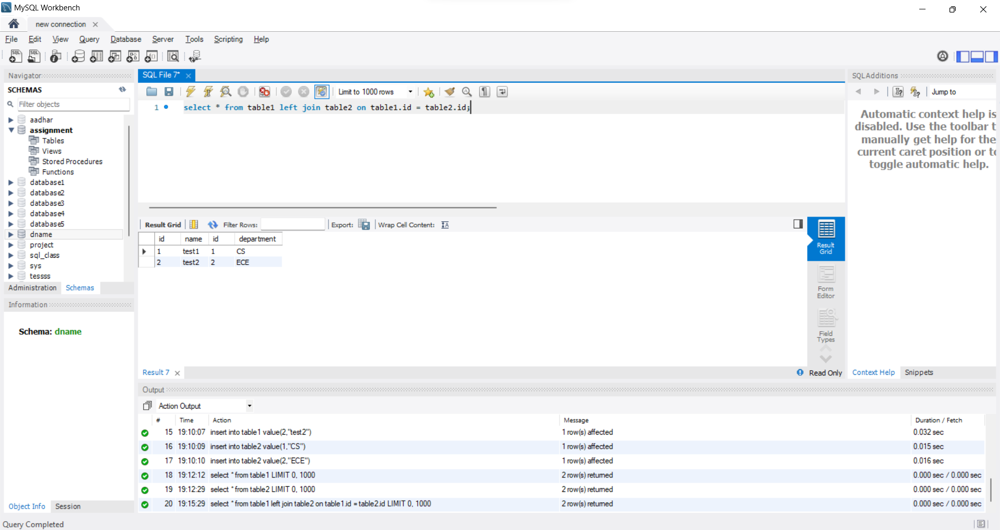 MySQL Workbench
new connection
File Edit View Query Database Server Tools Scripting Help
Navigator
SCHEMAS
Filter objects
aadhar
assignment
Tables
Views
Stored Procedures
Functions
database1
database2
database3
database4
database5
dname
project
sql_class
sys
tessss
Administration Schemas
Information
Schema: dname
Object Info Session
SQL File 7*
Limit to 1000 rows
1 select * from table1 left join table2 on table1.id = table2.id;
Result Grid Filter Rows: Export: Wrap Cell Content:
id name id department
1 test1 1 CS
2 test2 2 ECE
Result
Grid
Form
Editor
Field
Types
Result 7
Read Only
SQLAdditions
Jump to
Automatic context help is
disabled. Use the toolbar t
manually get help for the
current caret position or to
toggle automatic help.
Context Help Snippets
Output
Action Output
# Time Action Message Duration / Fetch
15 19:10:07 insert into table1 value(2,"test2") 1 row(s) affected 0.032 sec
16 19:10:09 insert into table2 value(1,"CS") 1 row(s) affected 0.015 sec
17 19:10:10 insert into table2 value(2,"ECE") 1 row(s) affected 0.016 sec
18 19:12:12 select * from table1 LIMIT 0, 1000 2 row(s) returned 0.000 sec / 0.000 sec
19 19:12:29 select * from table2 LIMIT 0, 1000 2 row(s) returned 0.000 sec / 0.000 sec
20 19:15:29 select * from table1 left join table2 on table1.id = table2.id LIMIT 0, 1000 2 row(s) returned 0.000 sec / 0.000 sec
Query Completed